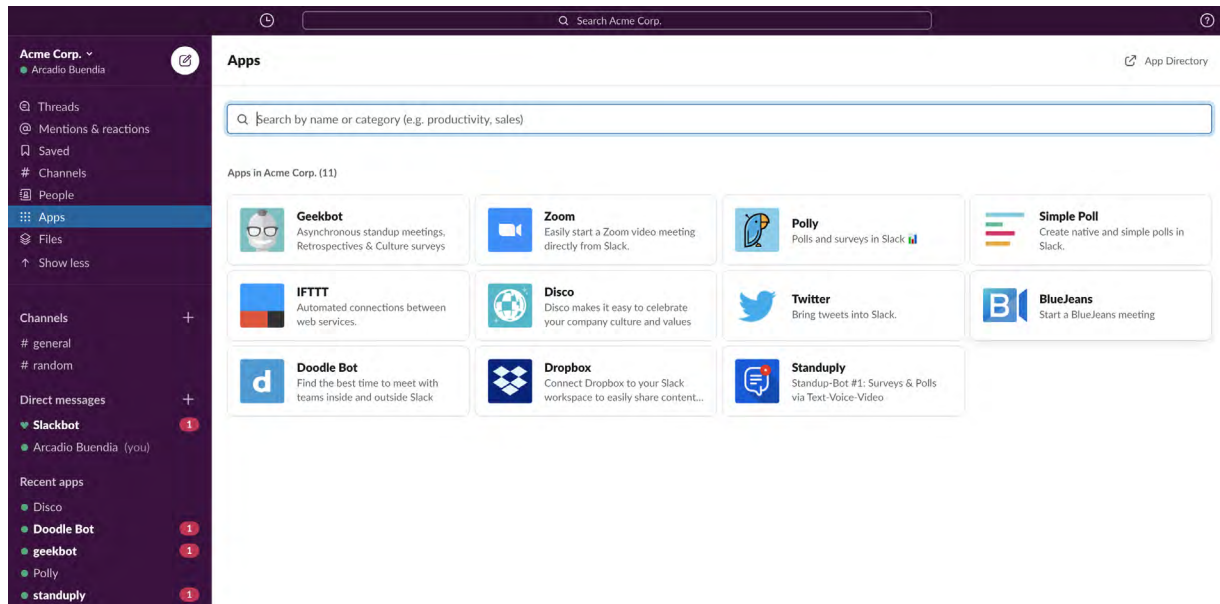 Search Acme Corp.
Acme Corp.
Arcadio Buendia
Threads
Mentions & reactions
Saved
Channels
People
Apps
Files
Show less
Channels
# general
# random
Direct messages
Slackbot 1
Arcadio Buendia (you)
Recent apps
Disco
Doodle Bot 1
geekbot 1
Polly
standuply 1
Apps
App Directory
Search by name or category (e.g. productivity, sales)
Apps in Acme Corp. (11)
Geekbot
Asynchronous standup meetings,
Retrospectives & Culture surveys
Zoom
Easily start a Zoom video meeting
directly from Slack.
Polly
Polls and surveys in Slack
Simple Poll
Create native and simple polls in
Slack.
IFTTT
Automated connections between
web services.
Disco
Disco makes it easy to celebrate
your company culture and values
Twitter
Bring tweets into Slack.
B
BlueJeans
Start a BlueJeans meeting
d
Doodle Bot
Find the best time to meet with
teams inside and outside Slack
Dropbox
Connect Dropbox to your Slack
workspace to easily share content...
Standuply
Standup-Bot #1: Surveys & Polls
via Text-Voice-Video